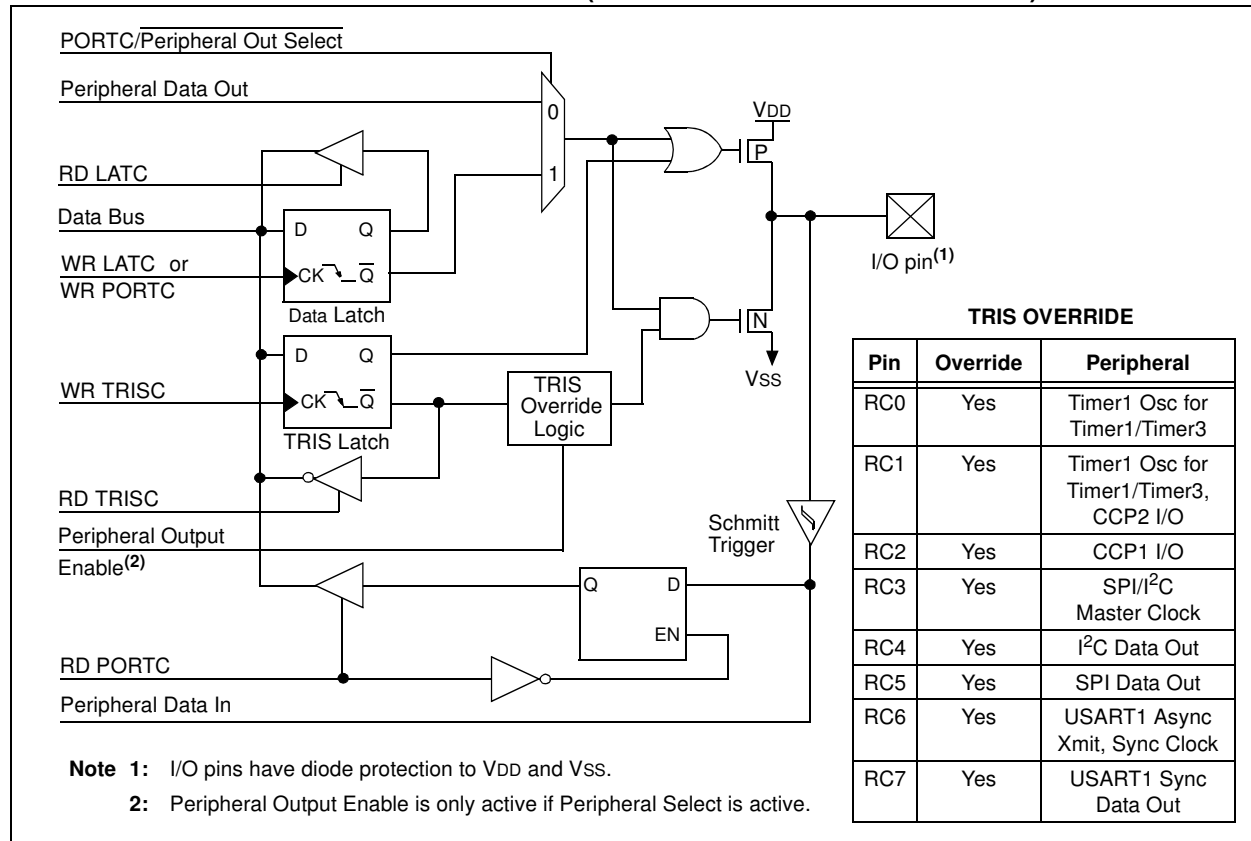 PORTC/Peripheral Out Select
Peripheral Data Out
0
VDD
P
RD LATC
1
Data Bus
D Q
WR LATC or
WR PORTC
CK Q
Data Latch
I/O pin(1)
N
VSS
D Q
WR TRISC
CK Q
TRIS Latch
TRIS
Override
Logic
RD TRISC
Peripheral Output
Enable(2)
Schmitt
Trigger
Q D
EN
RD PORTC
Peripheral Data In
TRIS OVERRIDE
Pin Override Peripheral
RC0 Yes Timer1 Osc for
Timer1/Timer3
RC1 Yes Timer1 Osc for
Timer1/Timer3,
CCP2 I/O
RC2 Yes CCP1 I/O
RC3 Yes SPI/I2C
Master Clock
RC4 Yes I2C Data Out
RC5 Yes SPI Data Out
RC6 Yes USART1 Async
Xmit, Sync Clock
RC7 Yes USART1 Sync
Data Out
Note 1: I/O pins have diode protection to VDD and VSS.
2: Peripheral Output Enable is only active if Peripheral Select is active.